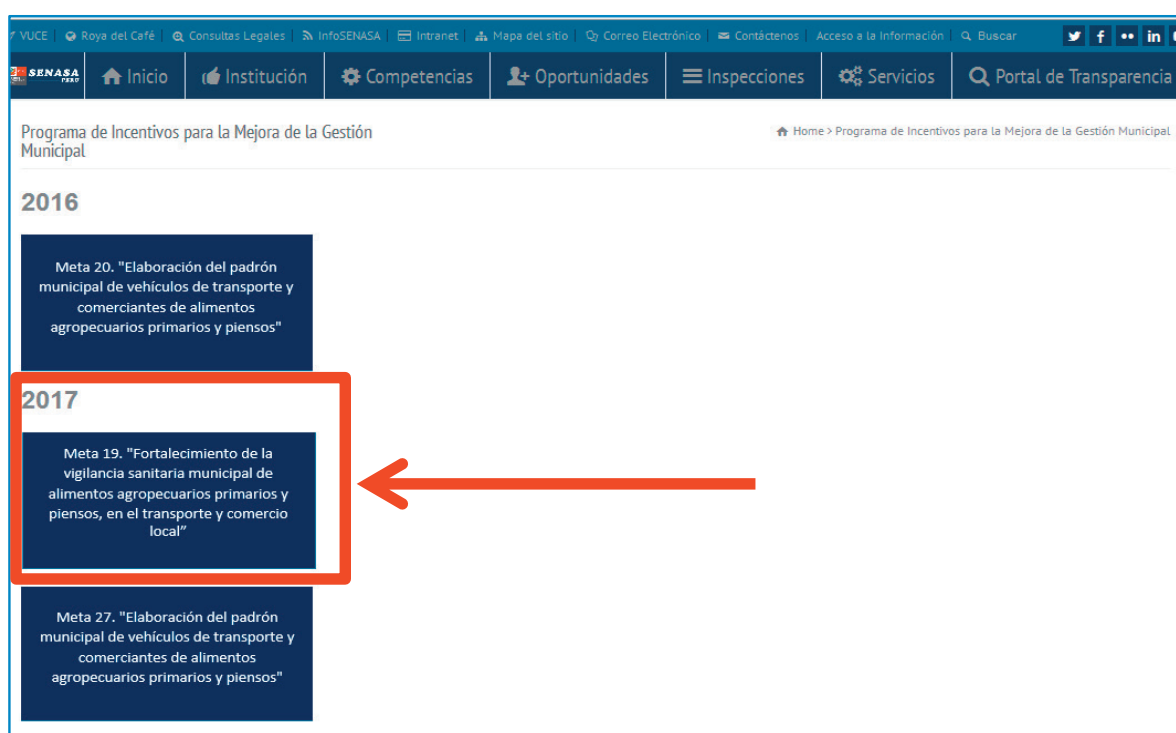 VUCE | Roya del Café | Consultas Legales | InfoSENASA | Intranet | Mapa del sitio | Correo Electrónico | Contáctenos | Acceso a la Información | Buscar
SENASA PERU Inicio Institución Competencias Oportunidades Inspecciones Servicios Portal de Transparencia
Programa de Incentivos para la Mejora de la Gestión
Municipal
Home > Programa de Incentivos para la Mejora de la Gestión Municipal
2016
Meta 20. "Elaboración del padrón
municipal de vehículos de transporte y
comerciantes de alimentos
agropecuarios primarios y piensos"
2017
Meta 19. "Fortalecimiento de la
vigilancia sanitaria municipal de
alimentos agropecuarios primarios y
piensos, en el transporte y comercio
local”
Meta 27. "Elaboración del padrón
municipal de vehículos de transporte y
comerciantes de alimentos
agropecuarios primarios y piensos"